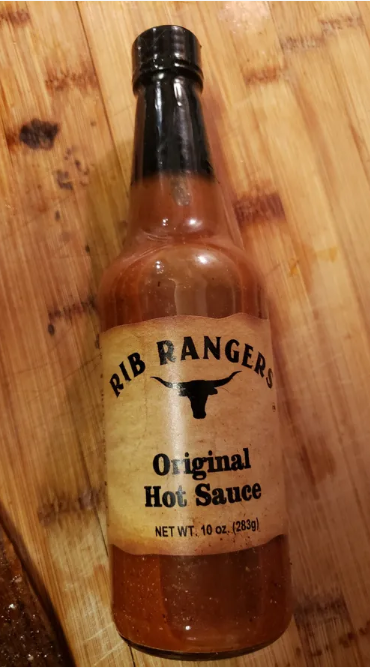 RIB RANGERS
Original
Hot Sauce
NET WT. 10 oz. (283g)